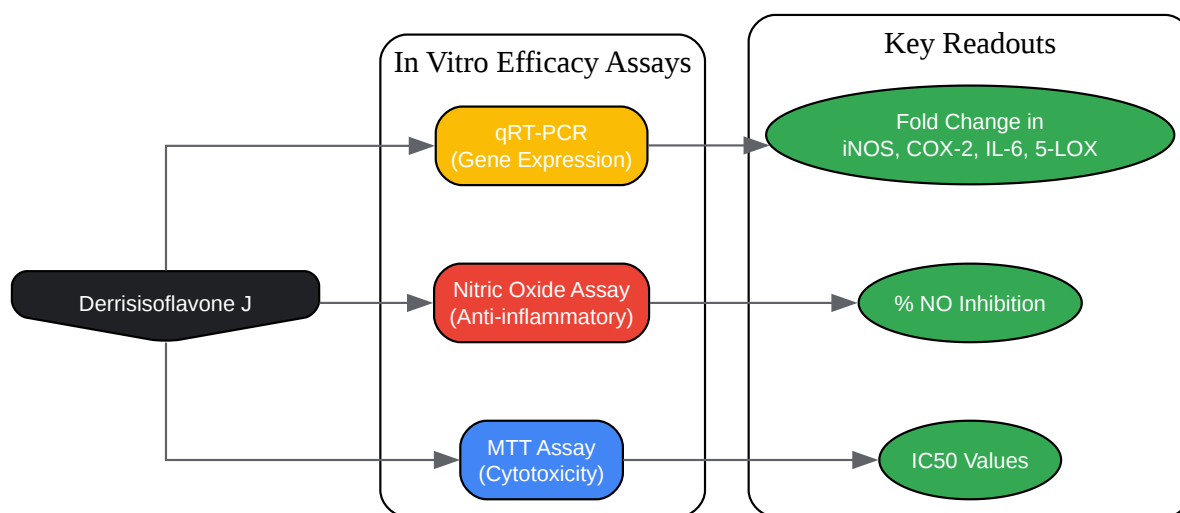 In Vitro Efficacy Assays
Key Readouts
qRT-PCR
(Gene Expression)
Fold Change in
iNOS, COX-2, IL-6, 5-LOX
Derrisisoflavone J
Nitric Oxide Assay
(Anti-inflammatory)
% NO Inhibition
MTT Assay
(Cytotoxicity)
IC50 Values